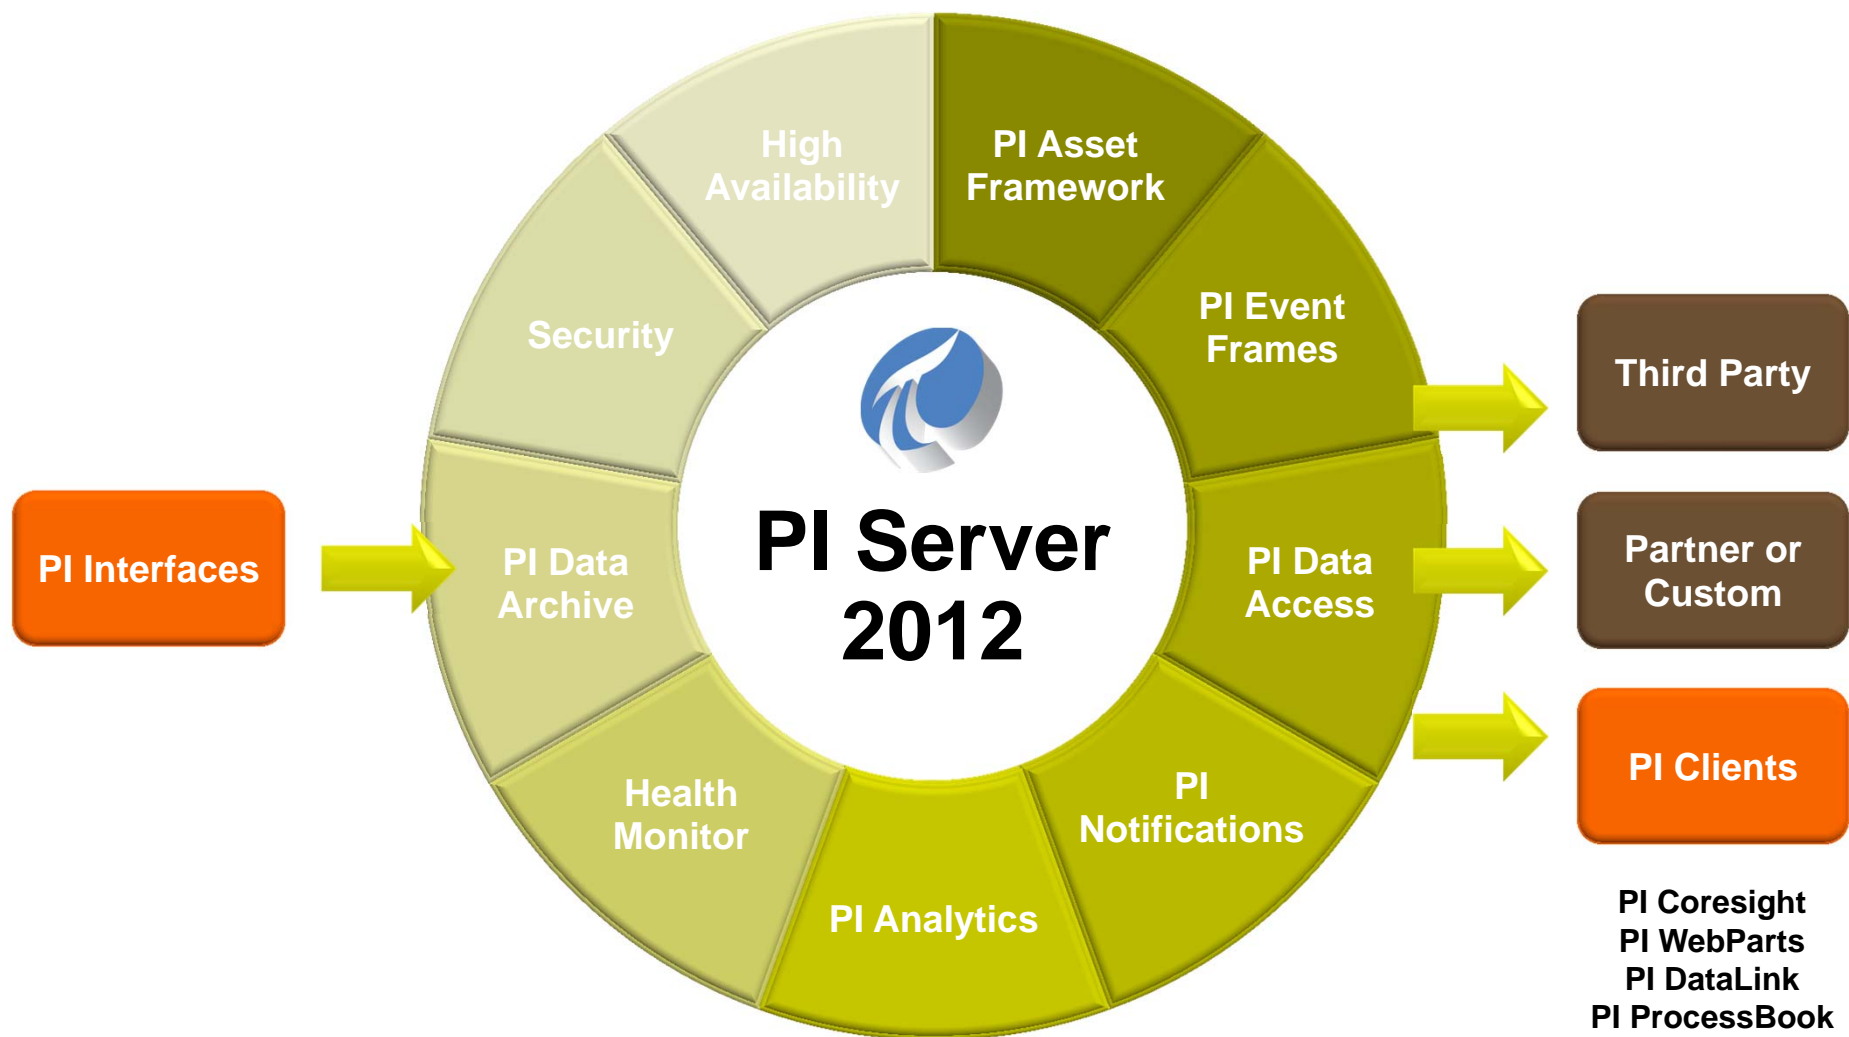 High
Availability
PI Asset
Framework
Security
PI Event
Frames
Third Party
PI Server
2012
PI Interfaces
PI Data
Archive
PI Data
Access
Partner or
Custom
Health
Monitor
PI
Notifications
PI Clients
PI Analytics
PI Coresight
PI WebParts
PI DataLink
PI ProcessBook